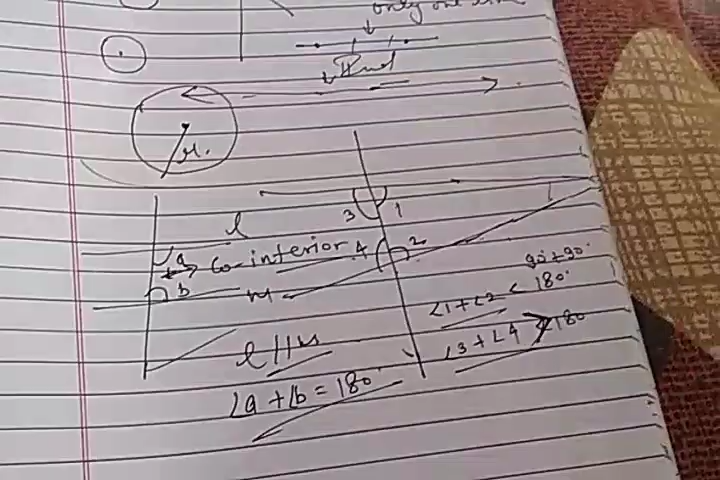 only one
r.
3 1
l
a
co-interior 4 2
b
m
90° + 90°
∠1 + ∠2 < 180°
l || m
∠3 + ∠4 > 180
∠a + ∠b = 180°